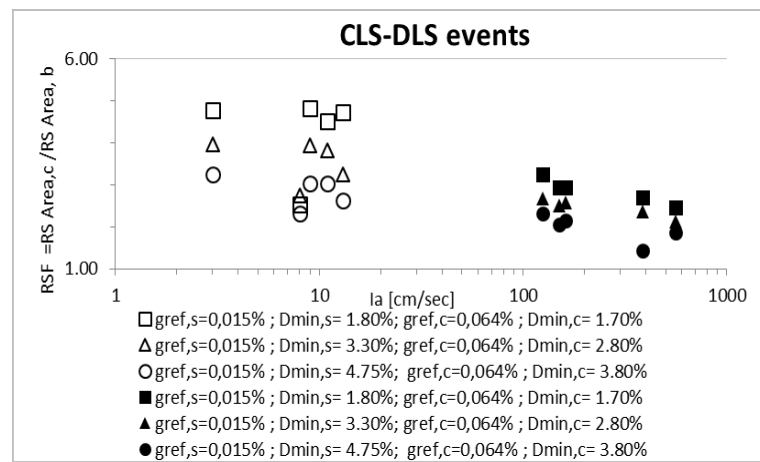 CLS-DLS events
6.00
RSF =RS Area,c /RS Area, b
1.00
1 10 100 1000
Ia [cm/sec]
gref,s=0,015% ; Dmin,s= 1.80%; gref,c=0,064% ; Dmin,c= 1.70%
gref,s=0,015% ; Dmin,s= 3.30%; gref,c=0,064% ; Dmin,c= 2.80%
gref,s=0,015% ; Dmin,s= 4.75%; gref,c=0,064% ; Dmin,c= 3.80%
gref,s=0,015% ; Dmin,s= 1.80%; gref,c=0,064% ; Dmin,c= 1.70%
gref,s=0,015% ; Dmin,s= 3.30%; gref,c=0,064% ; Dmin,c= 2.80%
gref,s=0,015% ; Dmin,s= 4.75%; gref,c=0,064% ; Dmin,c= 3.80%